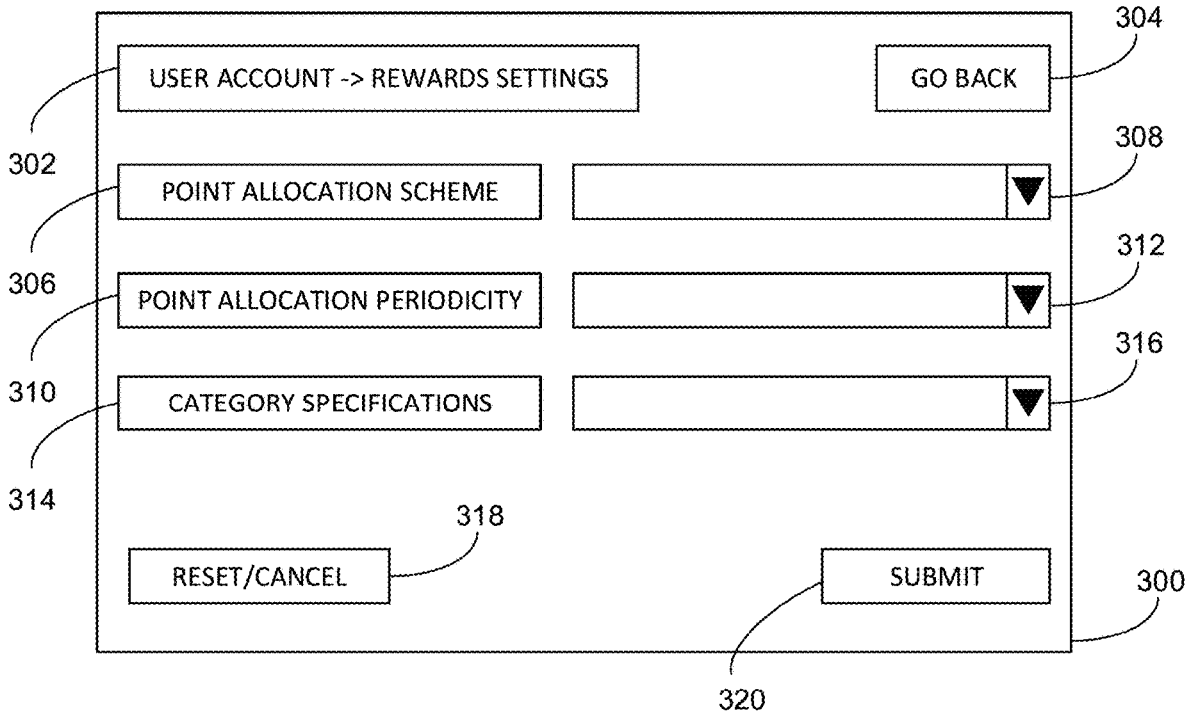 304
USER ACCOUNT -> REWARDS SETTINGS
GO BACK
302
308
POINT ALLOCATION SCHEME
306
312
POINT ALLOCATION PERIODICITY
310
316
CATEGORY SPECIFICATIONS
314
318
RESET/CANCEL
SUBMIT
300
320